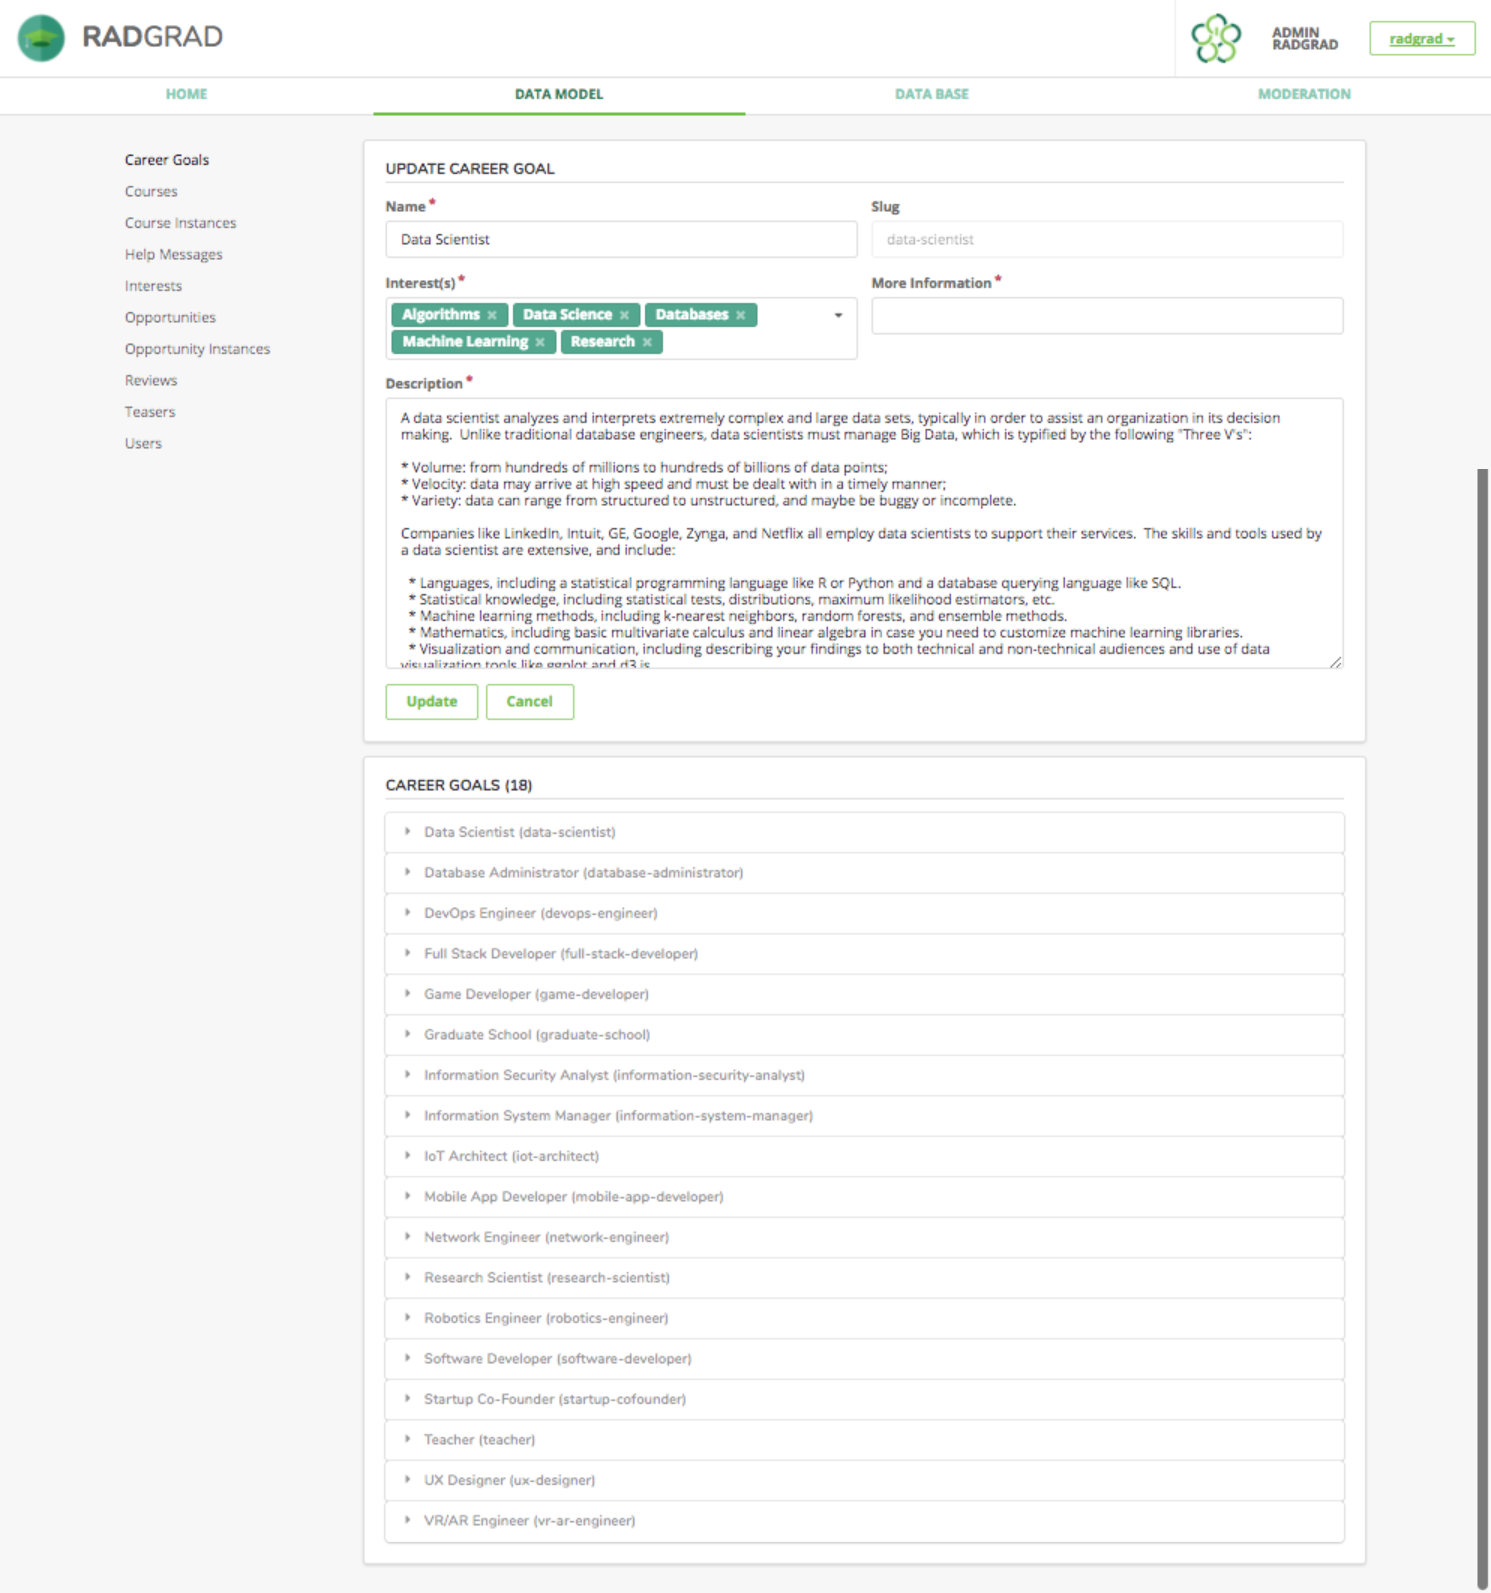 RADGRAD
ADMIN
RADGRAD
radgrad
HOME
DATA MODEL
DATA BASE
MODERATION
Career Goals
Courses
Course Instances
Help Messages
Interests
Opportunities
Opportunity Instances
Reviews
Teasers
Users
UPDATE CAREER GOAL
Name *
Slug
Data Scientist
data-scientist
Interest(s) *
More Information *
Algorithms × Data Science × Databases ×
Machine Learning × Research ×
Description *
A data scientist analyzes and interprets extremely complex and large data sets, typically in order to assist an organization in its decision
making.  Unlike traditional database engineers, data scientists must manage Big Data, which is typified by the following "Three V's":
* Volume: from hundreds of millions to hundreds of billions of data points;
* Velocity: data may arrive at high speed and must be dealt with in a timely manner;
* Variety: data can range from structured to unstructured, and maybe be buggy or incomplete.
Companies like LinkedIn, Intuit, GE, Google, Zynga, and Netflix all employ data scientists to support their services.  The skills and tools used by
a data scientist are extensive, and include:
* Languages, including a statistical programming language like R or Python and a database querying language like SQL.
* Statistical knowledge, including statistical tests, distributions, maximum likelihood estimators, etc.
* Machine learning methods, including k-nearest neighbors, random forests, and ensemble methods.
* Mathematics, including basic multivariate calculus and linear algebra in case you need to customize machine learning libraries.
* Visualization and communication, including describing your findings to both technical and non-technical audiences and use of data
visualization tools like ggplot and d3.js
Update
Cancel
CAREER GOALS (18)
Data Scientist (data-scientist)
Database Administrator (database-administrator)
DevOps Engineer (devops-engineer)
Full Stack Developer (full-stack-developer)
Game Developer (game-developer)
Graduate School (graduate-school)
Information Security Analyst (information-security-analyst)
Information System Manager (information-system-manager)
IoT Architect (iot-architect)
Mobile App Developer (mobile-app-developer)
Network Engineer (network-engineer)
Research Scientist (research-scientist)
Robotics Engineer (robotics-engineer)
Software Developer (software-developer)
Startup Co-Founder (startup-cofounder)
Teacher (teacher)
UX Designer (ux-designer)
VR/AR Engineer (vr-ar-engineer)